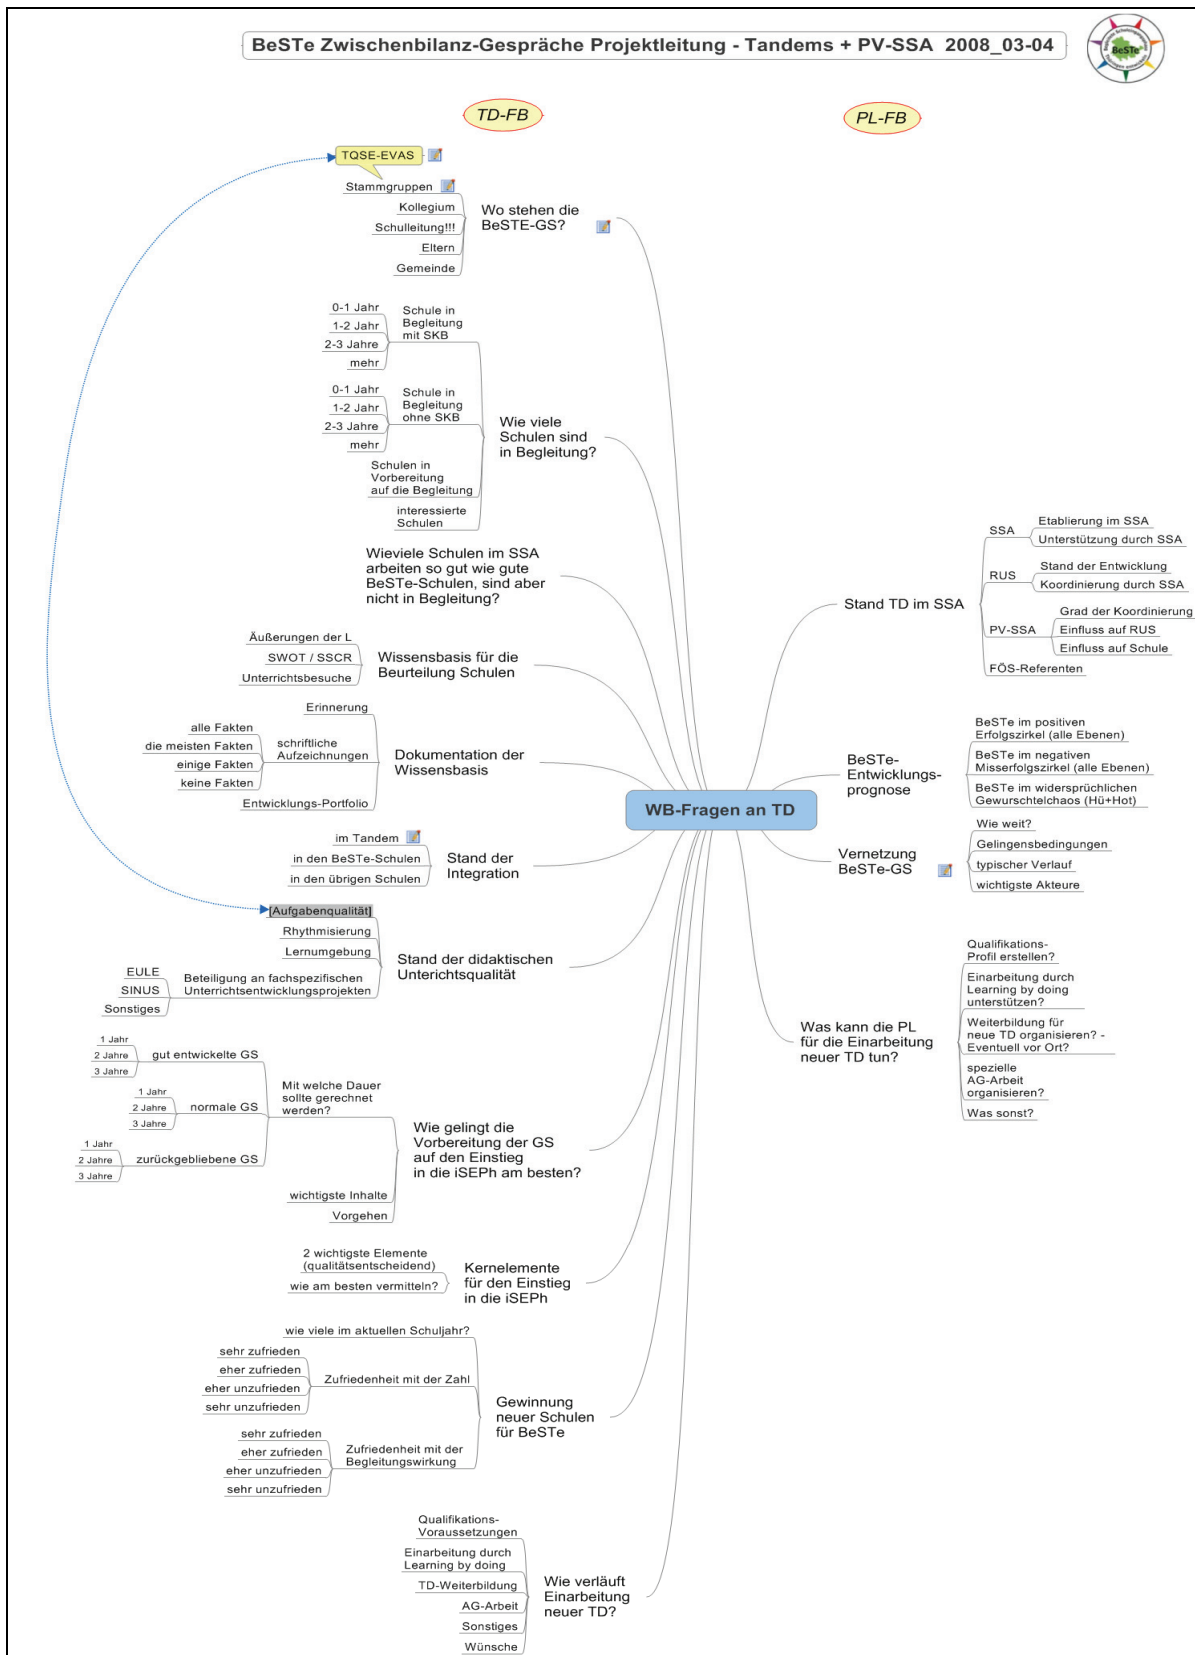 BeSTe Zwischenbilanz-Gespräche Projektleitung - Tandems + PV-SSA 2008_03-04
BeSTe
TD-FB
PL-FB
TQSE-EVAS
Stammgruppen
Kollegium
Schulleitung!!!
Eltern
Gemeinde
Wo stehen die
BeSTE-GS?
0-1 Jahr
1-2 Jahr
2-3 Jahre
mehr
Schule in
Begleitung
mit SKB
0-1 Jahr
1-2 Jahr
2-3 Jahre
mehr
Schule in
Begleitung
ohne SKB
Schulen in
Vorbereitung
auf die Begleitung
interessierte
Schulen
Wie viele
Schulen sind
in Begleitung?
Wieviele Schulen im SSA
arbeiten so gut wie gute
BeSTe-Schulen, sind aber
nicht in Begleitung?
Äußerungen der L
SWOT / SSCR
Unterrichtsbesuche
Wissensbasis für die
Beurteilung Schulen
Erinnerung
alle Fakten
die meisten Fakten
einige Fakten
keine Fakten
schriftliche
Aufzeichnungen
Entwicklungs-Portfolio
Dokumentation der
Wissensbasis
im Tandem
in den BeSTe-Schulen
in den übrigen Schulen
Stand der
Integration
[Aufgabenqualität]
Rhythmisierung
Lernumgebung
EULE
SINUS
Sonstiges
Beteiligung an fachspezifischen
Unterrichtsentwicklungsprojekten
Stand der didaktischen
Unterichtsqualität
1 Jahr
2 Jahre
3 Jahre
gut entwickelte GS
1 Jahr
2 Jahre
3 Jahre
normale GS
1 Jahr
2 Jahre
3 Jahre
zurückgebliebene GS
Mit welche Dauer
sollte gerechnet
werden?
wichtigste Inhalte
Vorgehen
Wie gelingt die
Vorbereitung der GS
auf den Einstieg
in die iSEPh am besten?
2 wichtigste Elemente
(qualitätsentscheidend)
wie am besten vermitteln?
Kernelemente
für den Einstieg
in die iSEPh
wie viele im aktuellen Schuljahr?
sehr zufrieden
eher zufrieden
eher unzufrieden
sehr unzufrieden
Zufriedenheit mit der Zahl
sehr zufrieden
eher zufrieden
eher unzufrieden
sehr unzufrieden
Zufriedenheit mit der
Begleitungswirkung
Gewinnung
neuer Schulen
für BeSTe
Qualifikations-
Voraussetzungen
Einarbeitung durch
Learning by doing
TD-Weiterbildung
AG-Arbeit
Sonstiges
Wünsche
Wie verläuft
Einarbeitung
neuer TD?
WB-Fragen an TD
Stand TD im SSA
SSA
Etablierung im SSA
Unterstützung durch SSA
RUS
Stand der Entwicklung
Koordinierung durch SSA
PV-SSA
Grad der Koordinierung
Einfluss auf RUS
Einfluss auf Schule
FÖS-Referenten
BeSTe-
Entwicklungs-
prognose
BeSTe im positiven
Erfolgszirkel (alle Ebenen)
BeSTe im negativen
Misserfolgszirkel (alle Ebenen)
BeSTe im widersprüchlichen
Gewurschtelchaos (Hü+Hot)
Vernetzung
BeSTe-GS
Wie weit?
Gelingensbedingungen
typischer Verlauf
wichtigste Akteure
Was kann die PL
für die Einarbeitung
neuer TD tun?
Qualifikations-
Profil erstellen?
Einarbeitung durch
Learning by doing
unterstützen?
Weiterbildung für
neue TD organisieren? -
Eventuell vor Ort?
spezielle
AG-Arbeit
organisieren?
Was sonst?